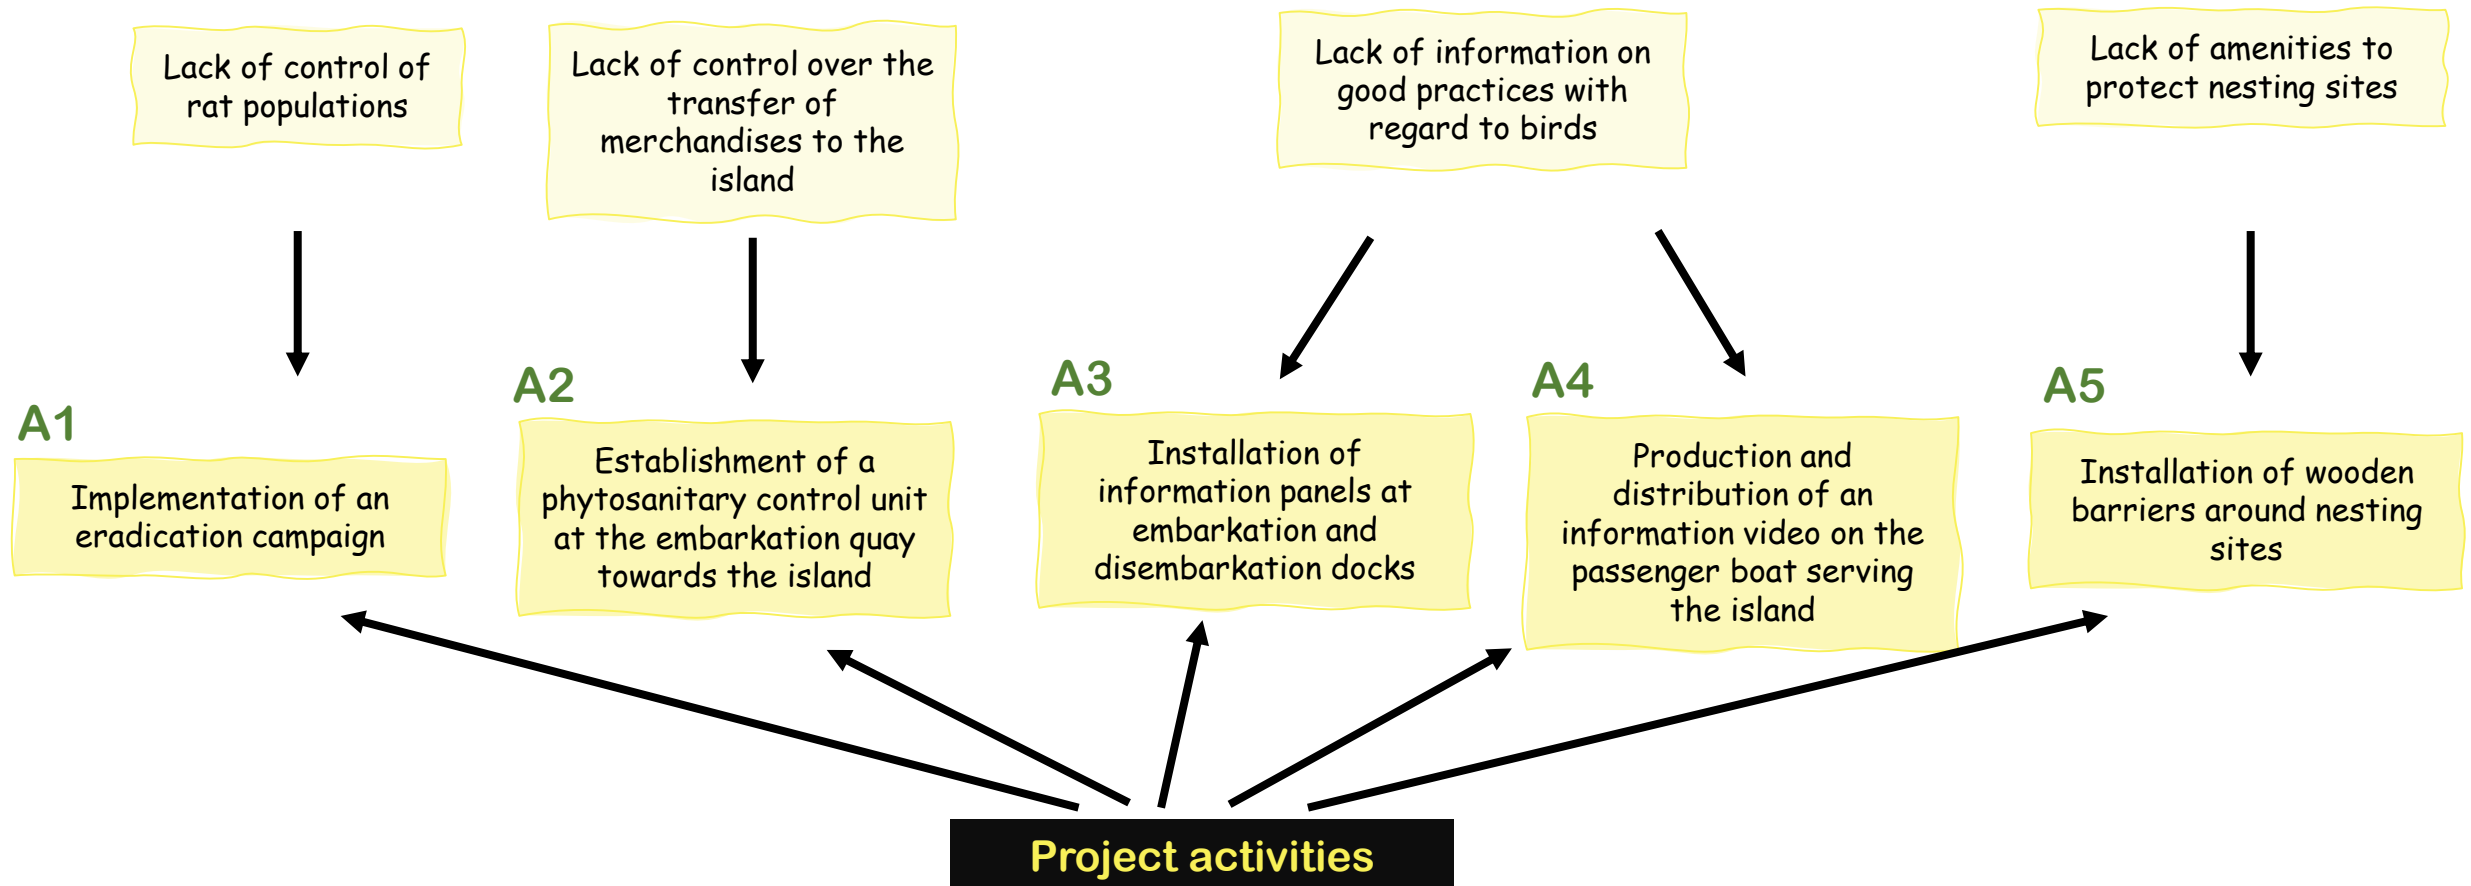 Lack of control of
rat populations
Lack of control over the
transfer of
merchandises to the
island
Lack of information on
good practices with
regard to birds
Lack of amenities to
protect nesting sites
A1
Implementation of an
eradication campaign
A2
Establishment of a
phytosanitary control unit
at the embarkation quay
towards the island
A3
Installation of
information panels at
embarkation and
disembarkation docks
A4
Production and
distribution of an
information video on the
passenger boat serving
the island
A5
Installation of wooden
barriers around nesting
sites
Project activities